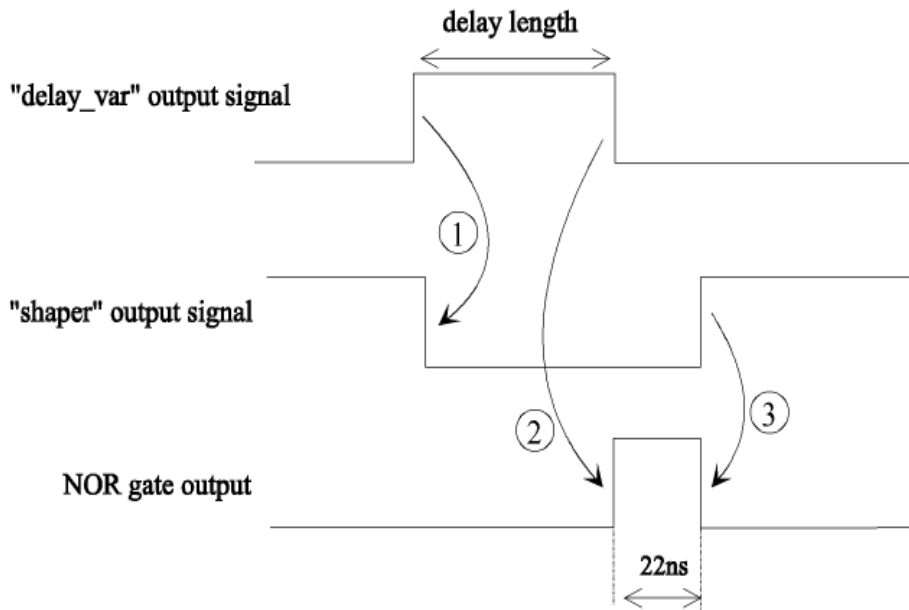 delay length
"delay_var" output signal
1
"shaper" output signal
2
3
NOR gate output
22ns